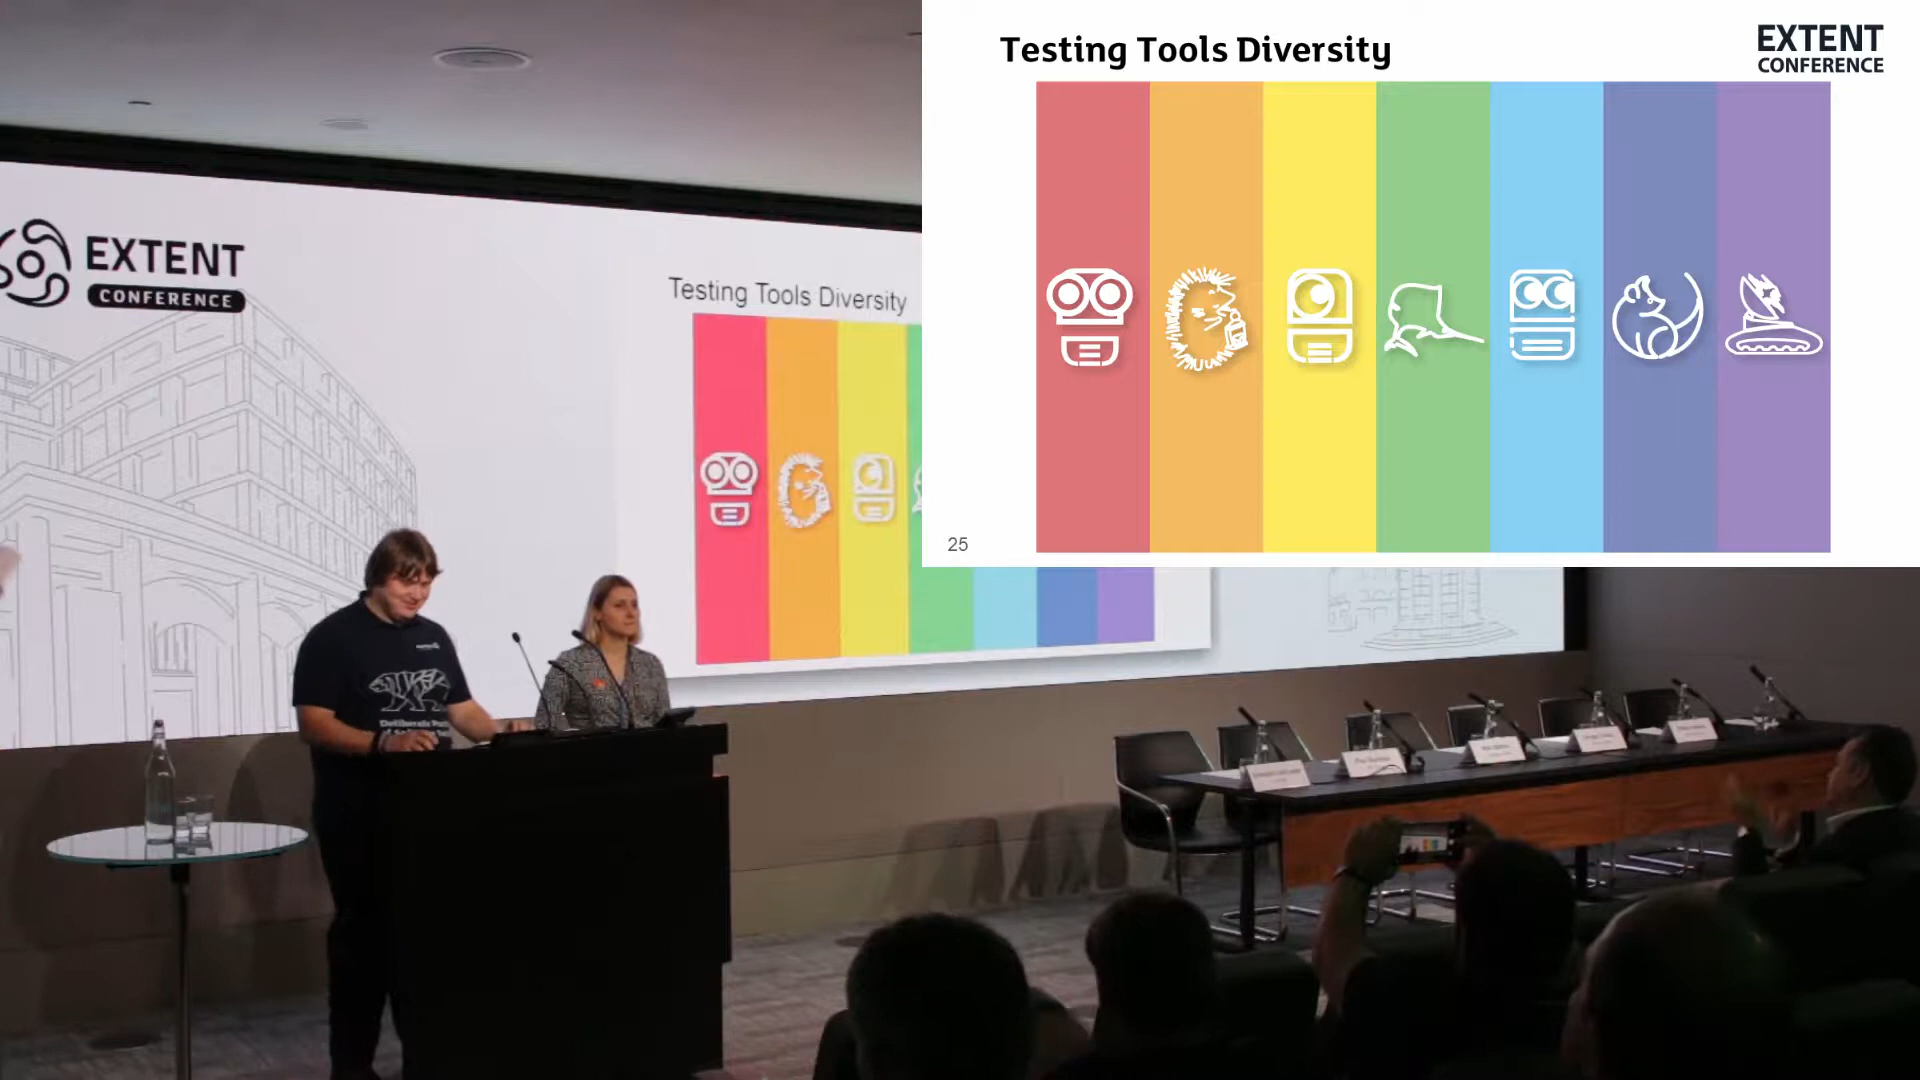 Testing Tools Diversity
EXTENT
CONFERENCE
25
EXTENT
CONFERENCE
Testing Tools Diversity